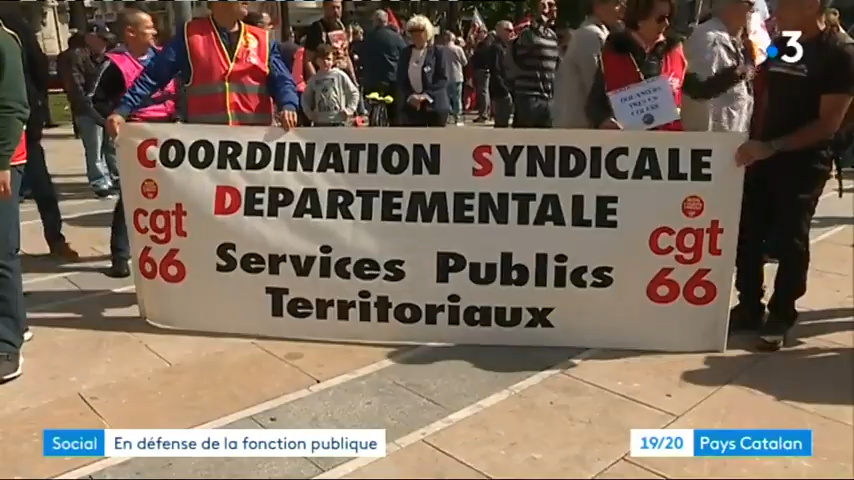 3
COORDINATION SYNDICALE
DEPARTEMENTALE
cgt
66
Services Publics
Territoriaux
cgt
66
Social
En défense de la fonction publique
19/20
Pays Catalan